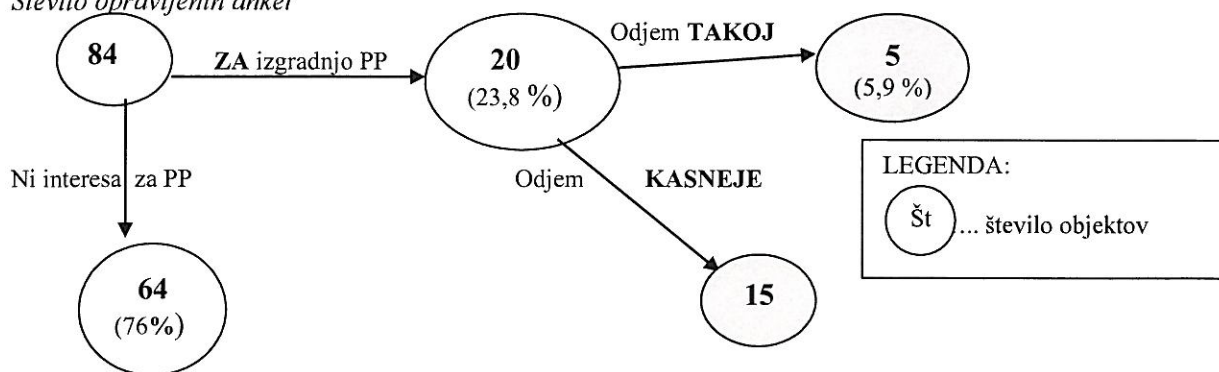 Število opravljenih anket
84
ZA izgradnjo PP
20
(23,8 %)
Odjem TAKOJ
5
(5,9 %)
Ni interesa za PP
Odjem KASNEJE
LEGENDA:
Št ... število objektov
64
(76%)
15